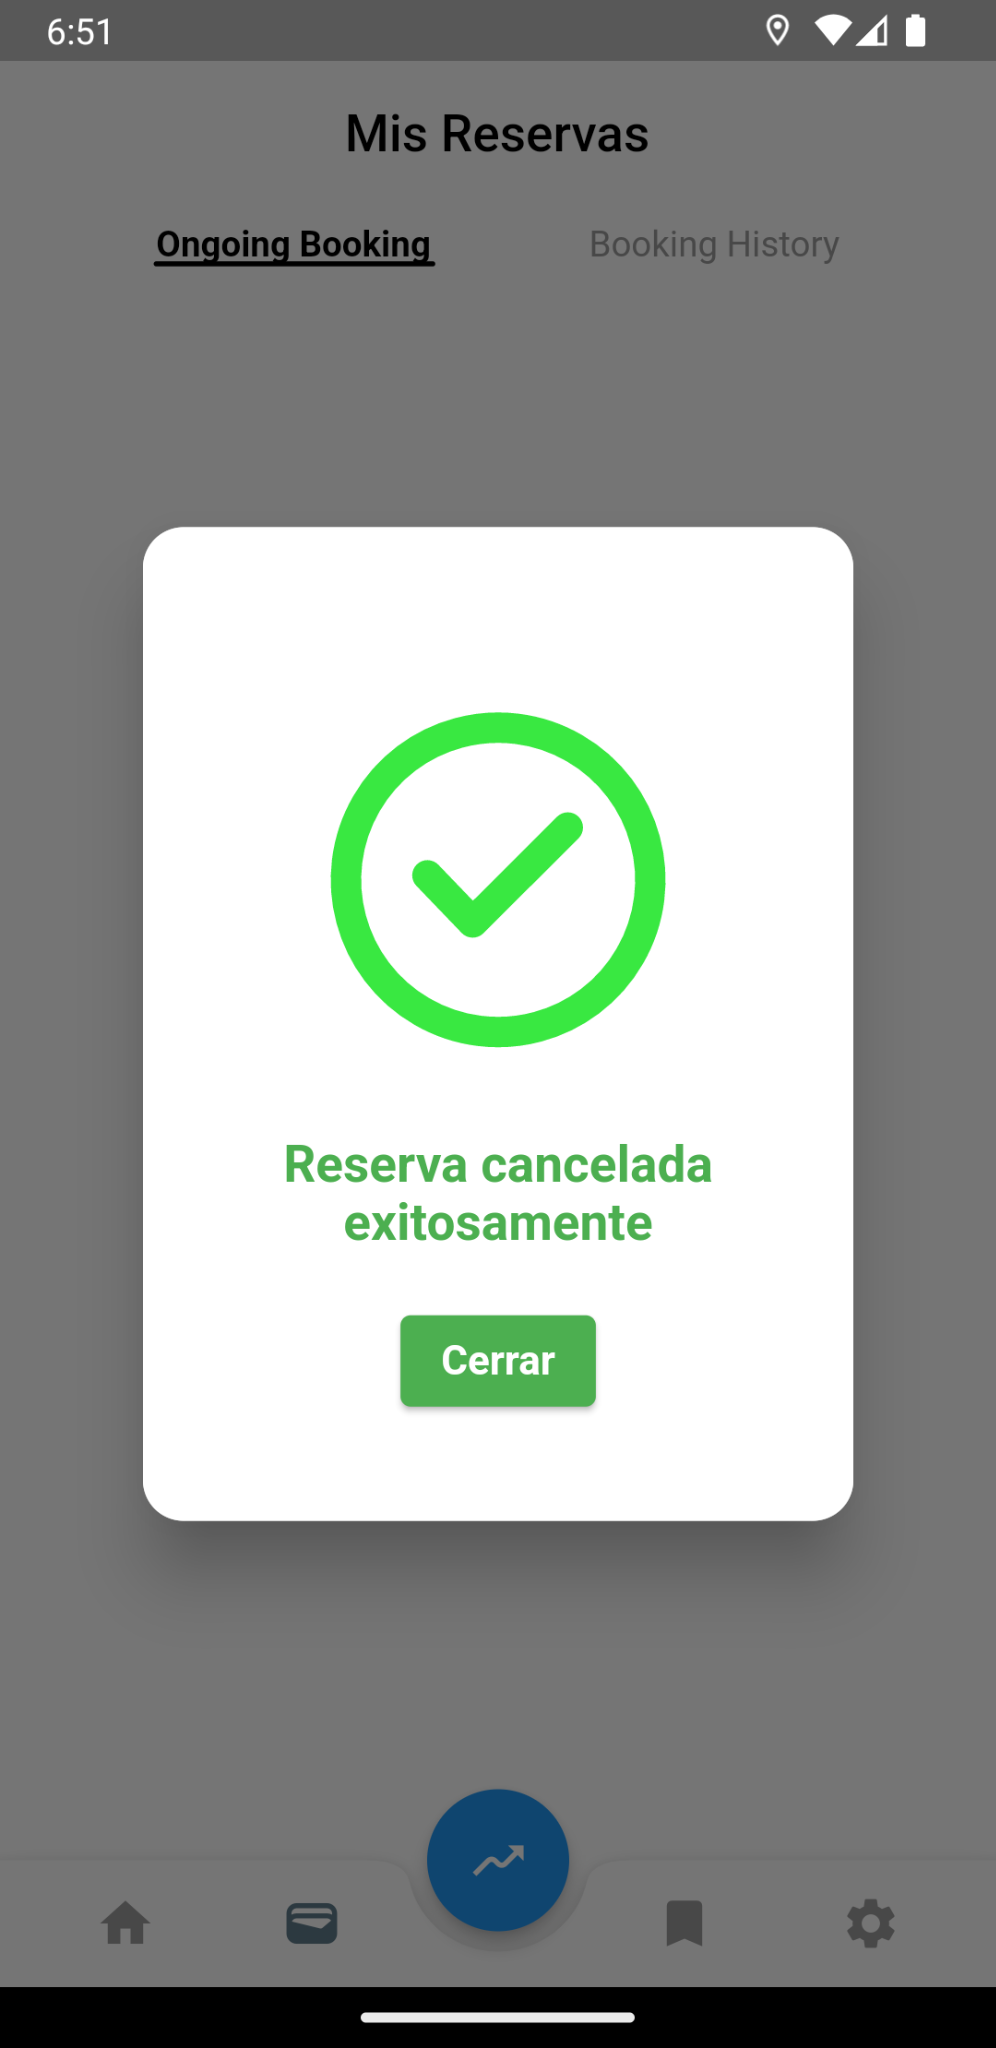 6:51
Mis Reservas
Ongoing Booking
Booking History
Reserva cancelada
exitosamente
Cerrar